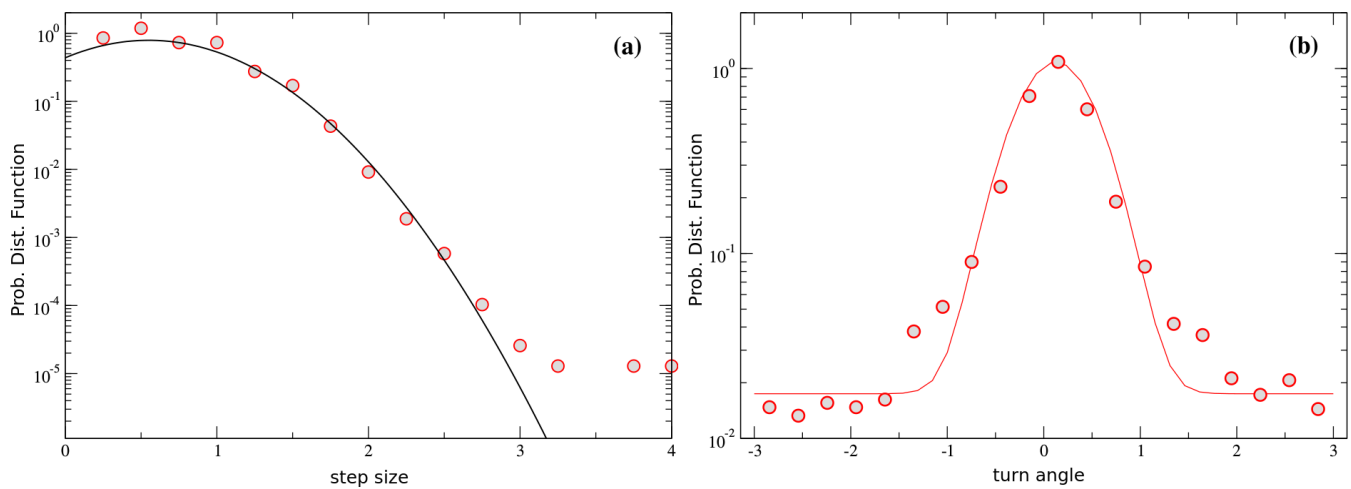 (a)
10^0
10^-1
10^-2
10^-3
10^-4
10^-5
Prob. Dist. Function
0 1 2 3 4
step size
(b)
10^0
10^-1
10^-2
Prob. Dist. Function
-3 -2 -1 0 1 2 3
turn angle